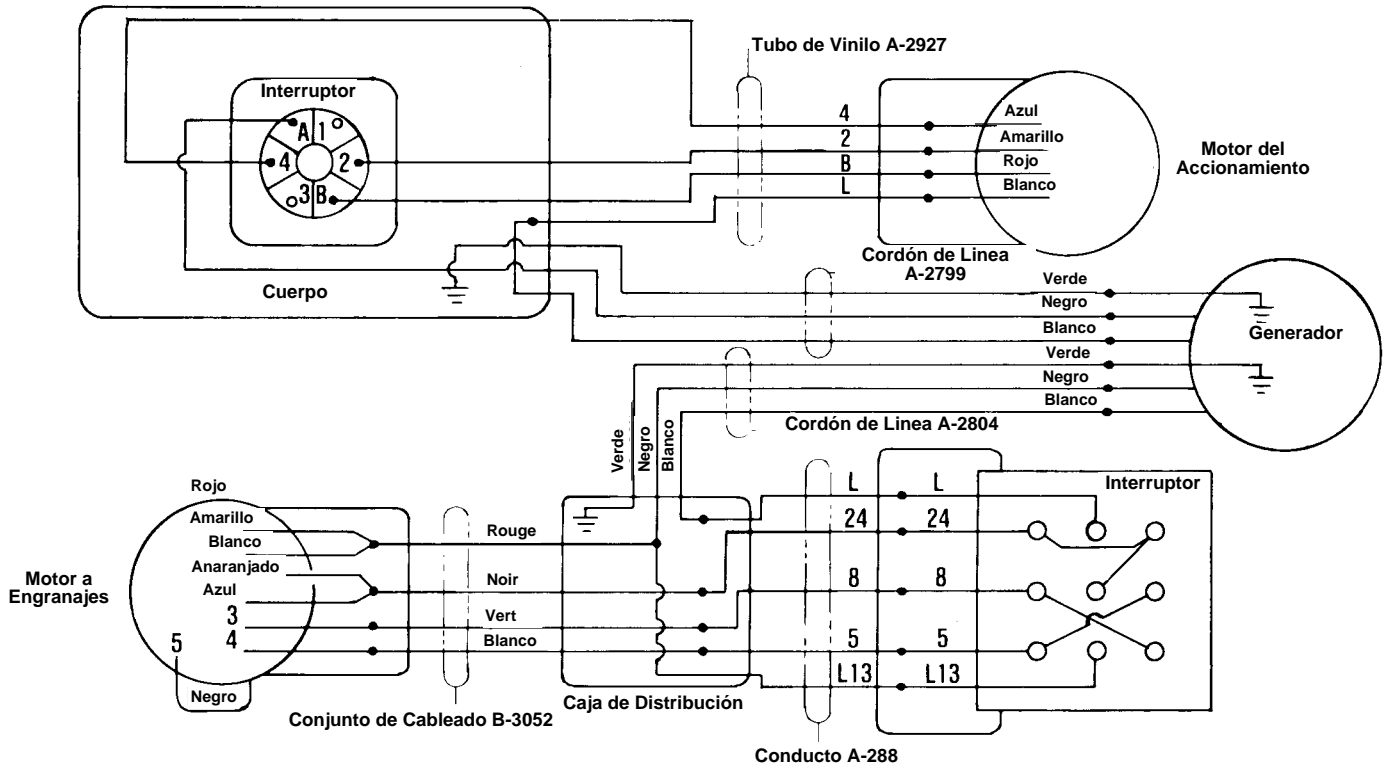 Tubo de Vinilo A-2927
Interruptor
A 1
4 2
3 B
Cuerpo
4
2
B
L
Azul
Amarillo
Rojo
Blanco
Motor del
Accionamiento
Cordón de Linea
A-2799
Verde
Negro
Blanco
Verde
Negro
Blanco
Generador
Cordón de Linea A-2804
Verde
Negro
Blanco
Rojo
Amarillo
Blanco
Anaranjado
Azul
3
4
5
Negro
Motor a
Engranajes
Rouge
Noir
Vert
Blanco
Conjunto de Cableado B-3052
Caja de Distribución
L L
24 24
8 8
5 5
L13 L13
Interruptor
Conducto A-288